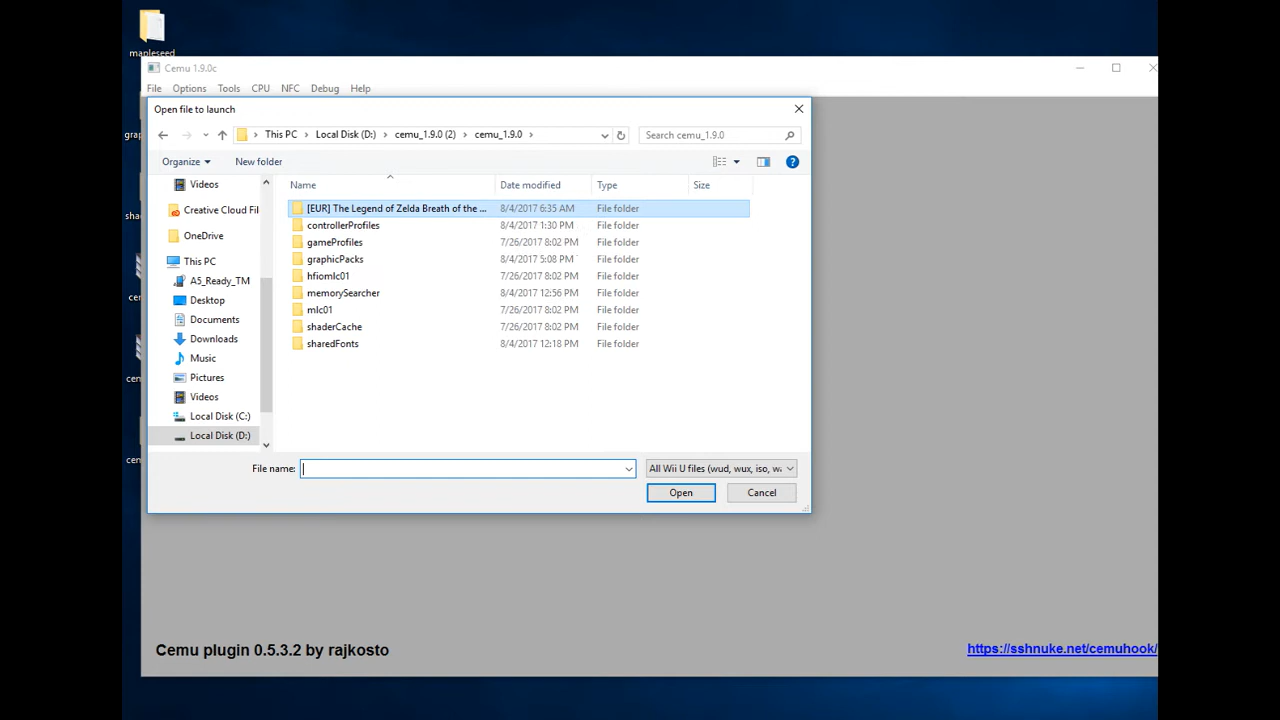 mapleseed
Cemu 1.9.0c
File Options Tools CPU NFC Debug Help
Open file to launch
This PC > Local Disk (D:) > cemu_1.9.0 (2) > cemu_1.9.0 >
Search cemu_1.9.0
Organize New folder
Name Date modified Type Size
[EUR] The Legend of Zelda Breath of the ... 8/4/2017 6:35 AM File folder
controllerProfiles 8/4/2017 1:30 PM File folder
gameProfiles 7/26/2017 8:02 PM File folder
graphicPacks 8/4/2017 5:08 PM File folder
hfiomlc01 7/26/2017 8:02 PM File folder
memorySearcher 8/4/2017 12:56 PM File folder
mlc01 7/26/2017 8:02 PM File folder
shaderCache 7/26/2017 8:02 PM File folder
sharedFonts 8/4/2017 12:18 PM File folder
Videos
Creative Cloud Fil
OneDrive
This PC
A5_Ready_TM
Desktop
Documents
Downloads
Music
Pictures
Videos
Local Disk (C:)
Local Disk (D:)
grap
sha
cen
cem
cem
File name:
All Wii U files (wud, wux, iso, wa
Open Cancel
Cemu plugin 0.5.3.2 by rajkosto
https://sshnuke.net/cemuhook/